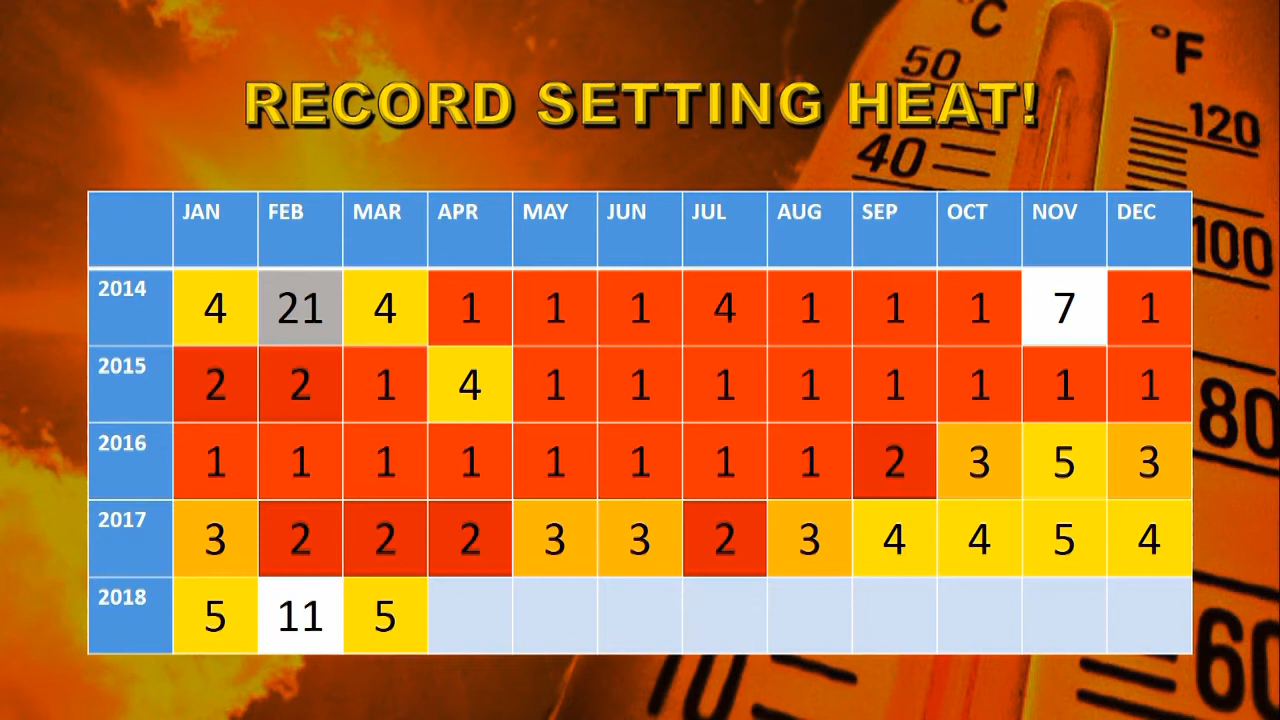 °C
°F
50
120
RECORD SETTING HEAT!
40
JAN FEB MAR APR MAY JUN JUL AUG SEP OCT NOV DEC
100
2014 4 21 4 1 1 1 4 1 1 1 7 1
2015 2 2 1 4 1 1 1 1 1 1 1 1
80
2016 1 1 1 1 1 1 1 1 2 3 5 3
2017 3 2 2 2 3 3 2 3 4 4 5 4
2018 5 11 5
60